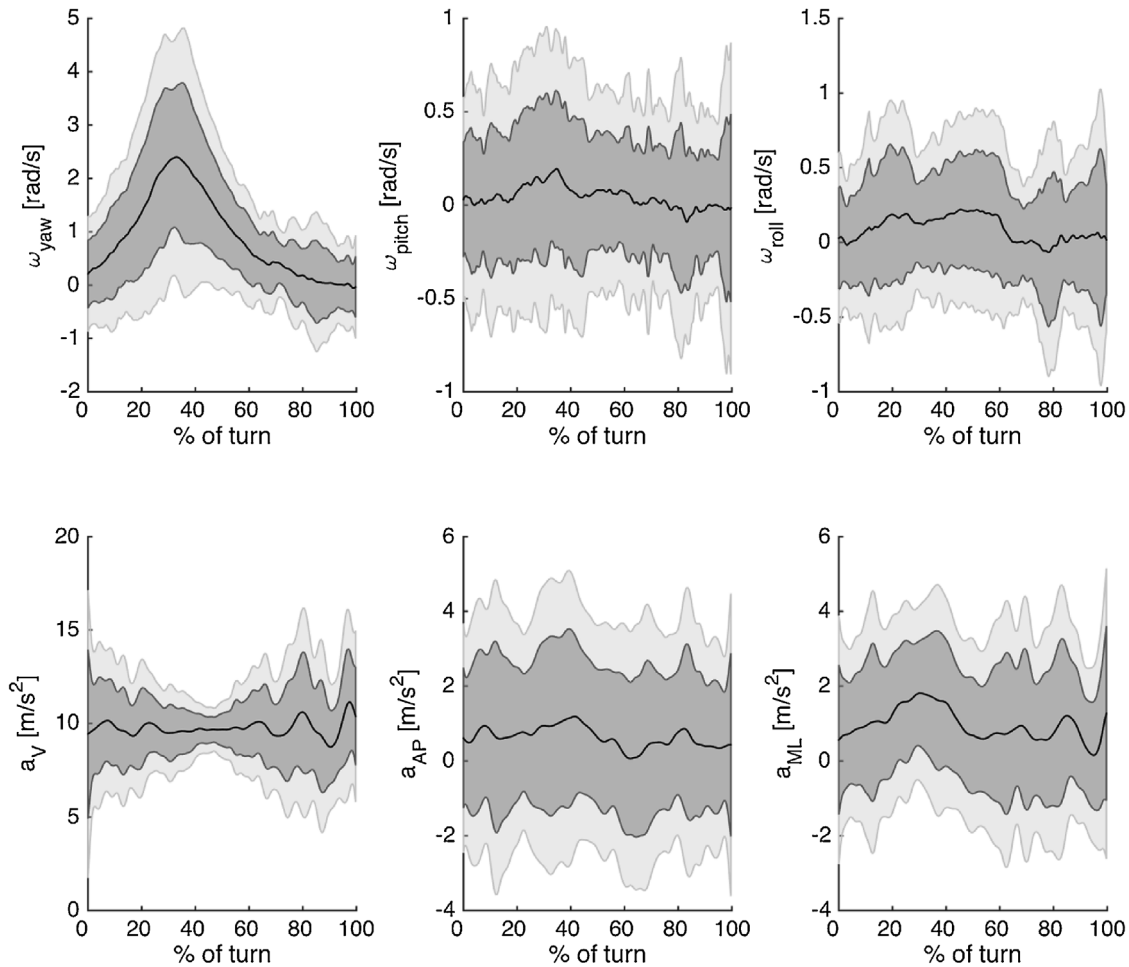 5
4
3
2
1
0
-1
-2
ω_yaw [rad/s]
0 20 40 60 80 100
% of turn
1
0.5
0
-0.5
-1
ω_pitch [rad/s]
0 20 40 60 80 100
% of turn
1.5
1
0.5
0
-0.5
-1
ω_roll [rad/s]
0 20 40 60 80 100
% of turn
20
15
10
5
0
a_V [m/s²]
0 20 40 60 80 100
% of turn
6
4
2
0
-2
-4
a_AP [m/s²]
0 20 40 60 80 100
% of turn
6
4
2
0
-2
-4
a_ML [m/s²]
0 20 40 60 80 100
% of turn